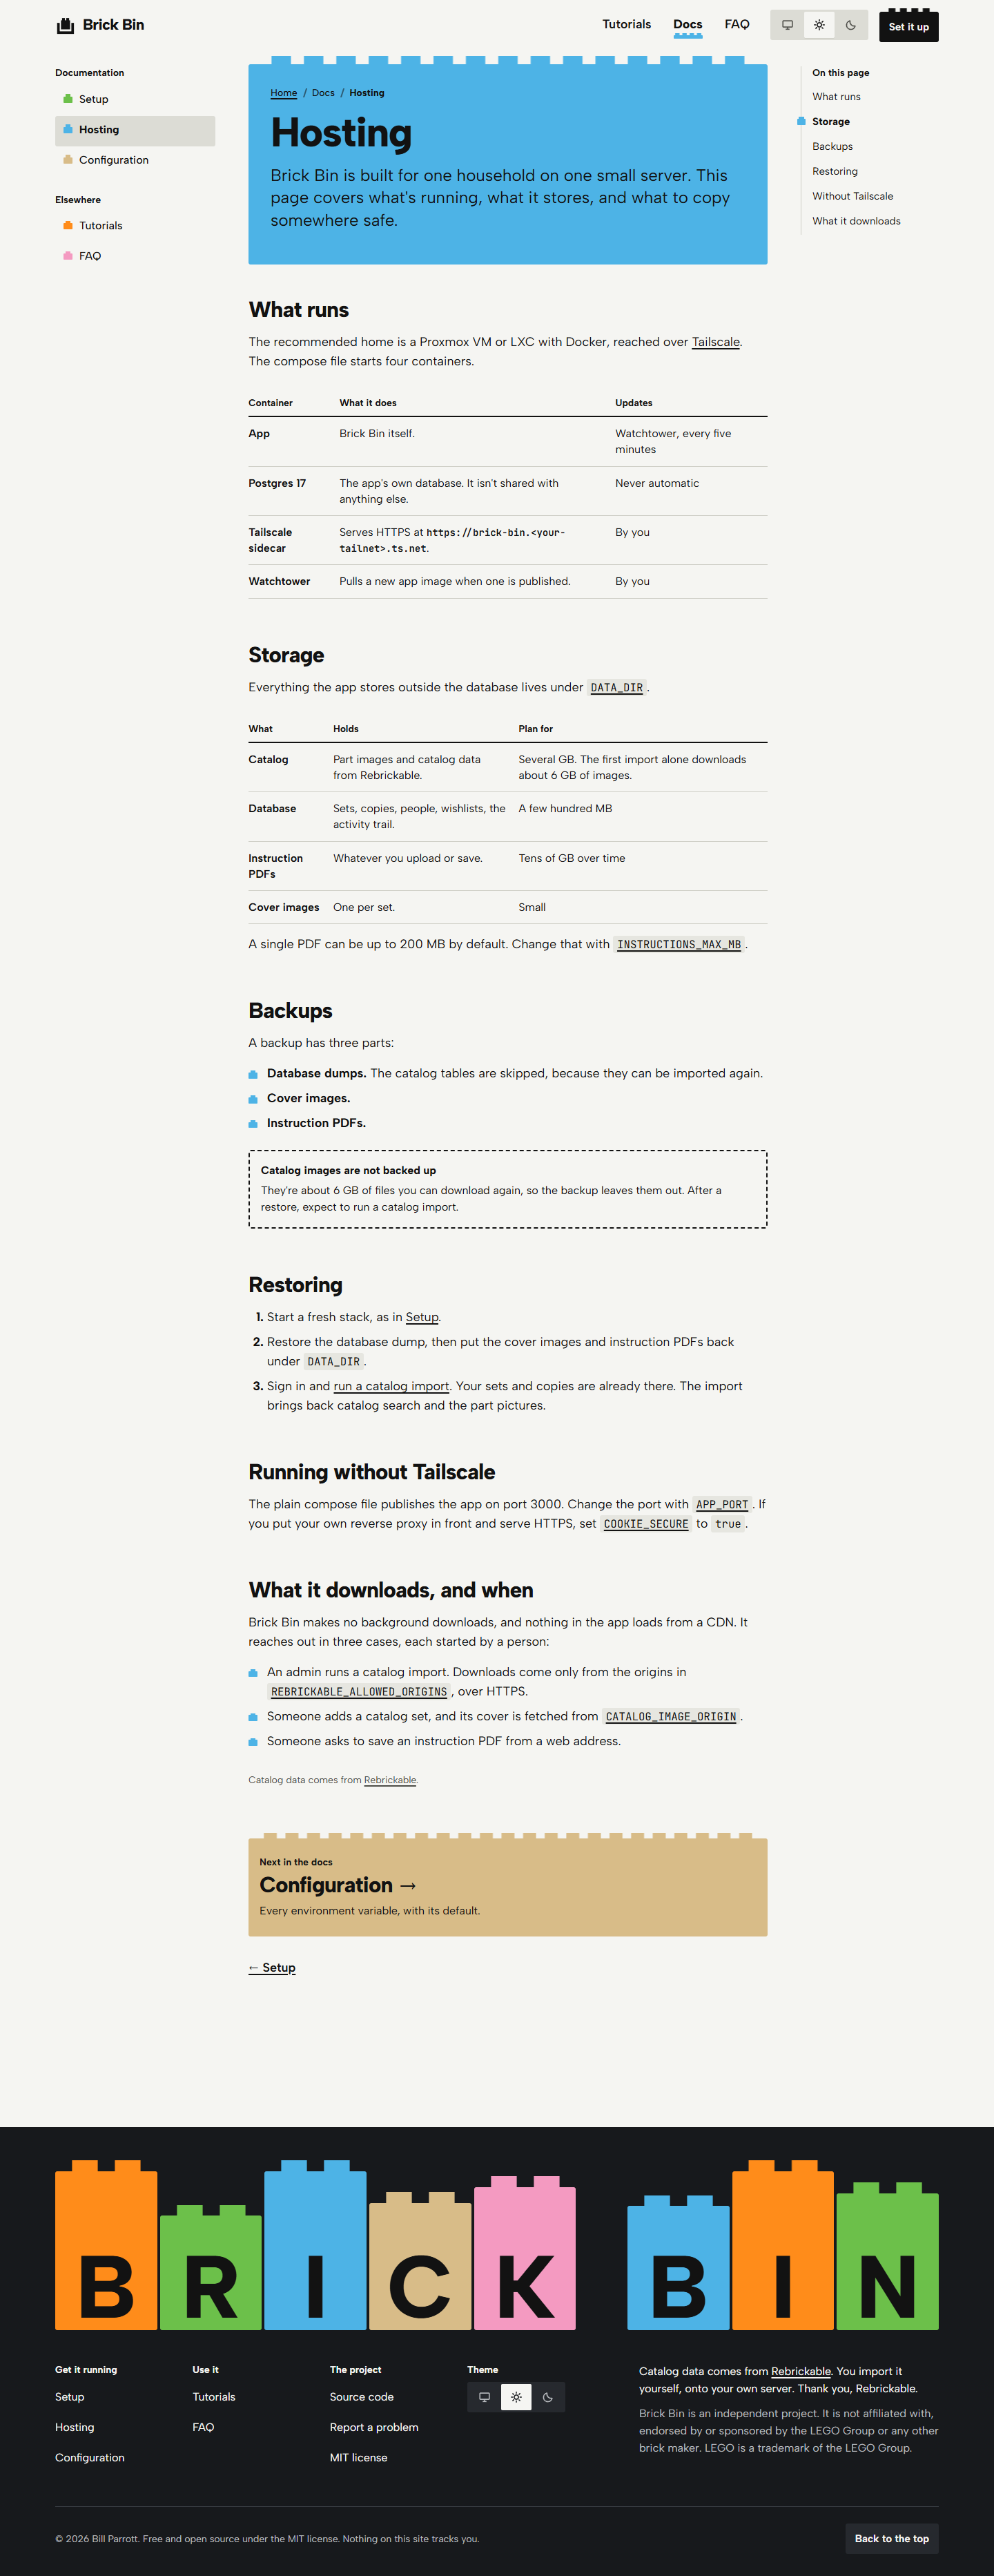 Brick Bin
Tutorials
Docs
FAQ
Set it up
Documentation
Setup
Hosting
Configuration
Elsewhere
Tutorials
FAQ
Home / Docs / Hosting
Hosting
Brick Bin is built for one household on one small server. This
page covers what's running, what it stores, and what to copy
somewhere safe.
On this page
What runs
Storage
Backups
Restoring
Without Tailscale
What it downloads
What runs
The recommended home is a Proxmox VM or LXC with Docker, reached over Tailscale.
The compose file starts four containers.
Container What it does Updates
App Brick Bin itself. Watchtower, every five
minutes
Postgres 17 The app's own database. It isn't shared with Never automatic
anything else.
Tailscale Serves HTTPS at https://brick-bin.<your- By you
sidecar tailnet>.ts.net.
Watchtower Pulls a new app image when one is published. By you
Storage
Everything the app stores outside the database lives under DATA_DIR.
What Holds Plan for
Catalog Part images and catalog data Several GB. The first import alone downloads
from Rebrickable. about 6 GB of images.
Database Sets, copies, people, wishlists, the A few hundred MB
activity trail.
Instruction Whatever you upload or save. Tens of GB over time
PDFs
Cover images One per set. Small
A single PDF can be up to 200 MB by default. Change that with INSTRUCTIONS_MAX_MB.
Backups
A backup has three parts:
Database dumps. The catalog tables are skipped, because they can be imported again.
Cover images.
Instruction PDFs.
Catalog images are not backed up
They're about 6 GB of files you can download again, so the backup leaves them out. After a
restore, expect to run a catalog import.
Restoring
1. Start a fresh stack, as in Setup.
2. Restore the database dump, then put the cover images and instruction PDFs back
under DATA_DIR.
3. Sign in and run a catalog import. Your sets and copies are already there. The import
brings back catalog search and the part pictures.
Running without Tailscale
The plain compose file publishes the app on port 3000. Change the port with APP_PORT. If
you put your own reverse proxy in front and serve HTTPS, set COOKIE_SECURE to true.
What it downloads, and when
Brick Bin makes no background downloads, and nothing in the app loads from a CDN. It
reaches out in three cases, each started by a person:
An admin runs a catalog import. Downloads come only from the origins in
REBRICKABLE_ALLOWED_ORIGINS, over HTTPS.
Someone adds a catalog set, and its cover is fetched from CATALOG_IMAGE_ORIGIN.
Someone asks to save an instruction PDF from a web address.
Catalog data comes from Rebrickable.
Next in the docs
Configuration →
Every environment variable, with its default.
← Setup
BRICK BIN
Get it running
Setup
Hosting
Configuration
Use it
Tutorials
FAQ
The project
Source code
Report a problem
MIT license
Theme
Catalog data comes from Rebrickable. You import it
yourself, onto your own server. Thank you, Rebrickable.
Brick Bin is an independent project. It is not affiliated with,
endorsed by or sponsored by the LEGO Group or any other
brick maker. LEGO is a trademark of the LEGO Group.
© 2026 Bill Parrott. Free and open source under the MIT license. Nothing on this site tracks you.
Back to the top